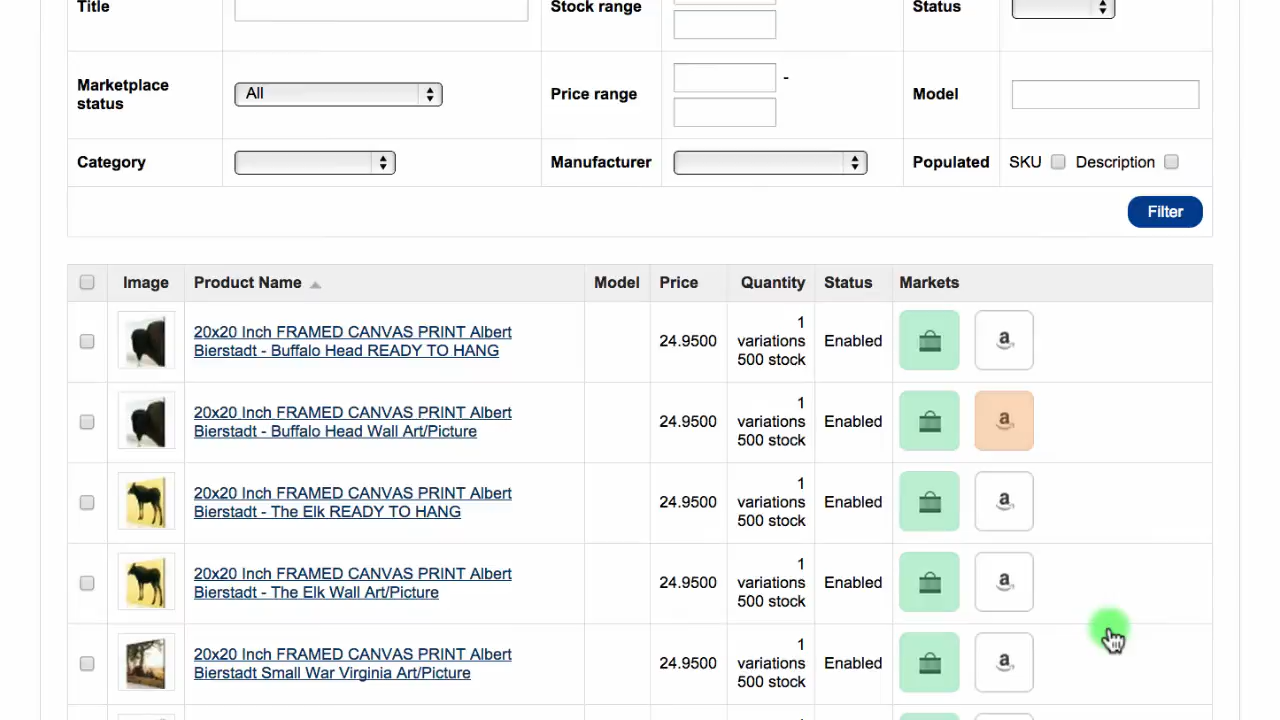 Title Stock range Status
Marketplace status All Price range - Model
Category Manufacturer Populated SKU Description
Filter
Image Product Name Model Price Quantity Status Markets
20x20 Inch FRAMED CANVAS PRINT Albert
Bierstadt - Buffalo Head READY TO HANG
24.9500
1
variations
500 stock
Enabled
a
20x20 Inch FRAMED CANVAS PRINT Albert
Bierstadt - Buffalo Head Wall Art/Picture
24.9500
1
variations
500 stock
Enabled
a
20x20 Inch FRAMED CANVAS PRINT Albert
Bierstadt - The Elk READY TO HANG
24.9500
1
variations
500 stock
Enabled
a
20x20 Inch FRAMED CANVAS PRINT Albert
Bierstadt - The Elk Wall Art/Picture
24.9500
1
variations
500 stock
Enabled
a
20x20 Inch FRAMED CANVAS PRINT Albert
Bierstadt Small War Virginia Art/Picture
24.9500
1
variations
500 stock
Enabled
a